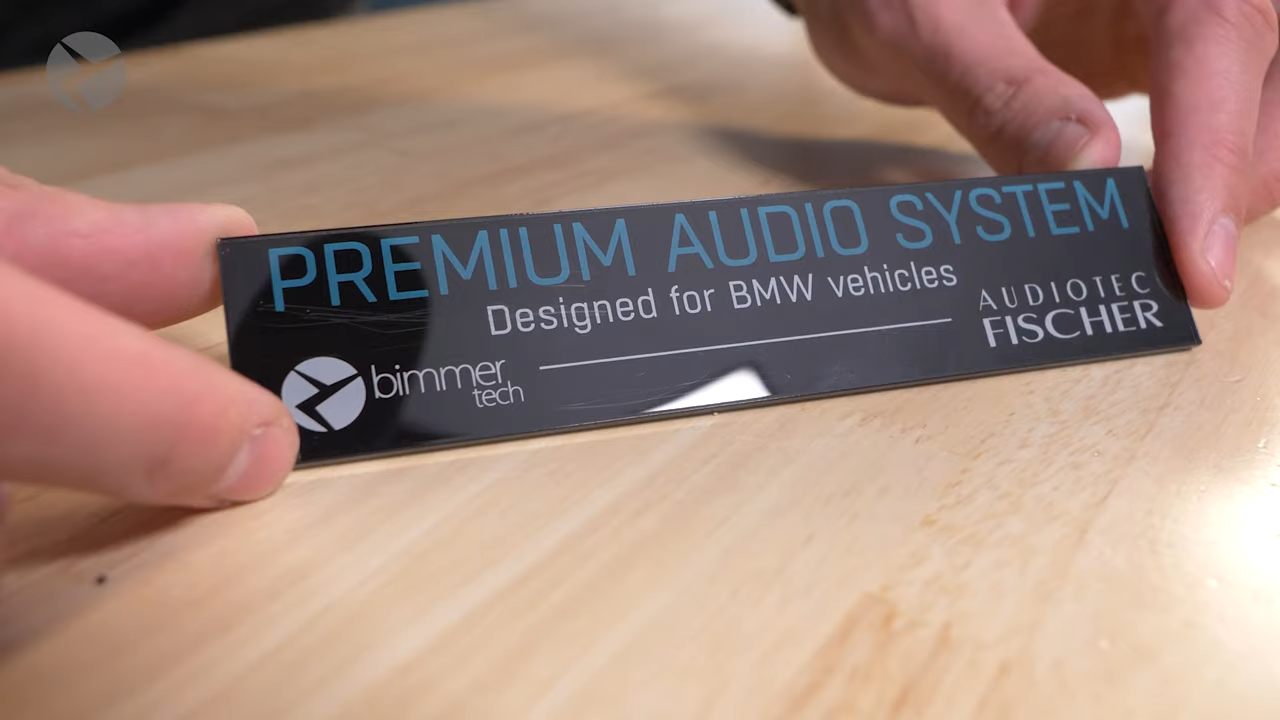 PREMIUM AUDIO SYSTEM
Designed for BMW vehicles
bimmer
tech
AUDIOTEC
FISCHER